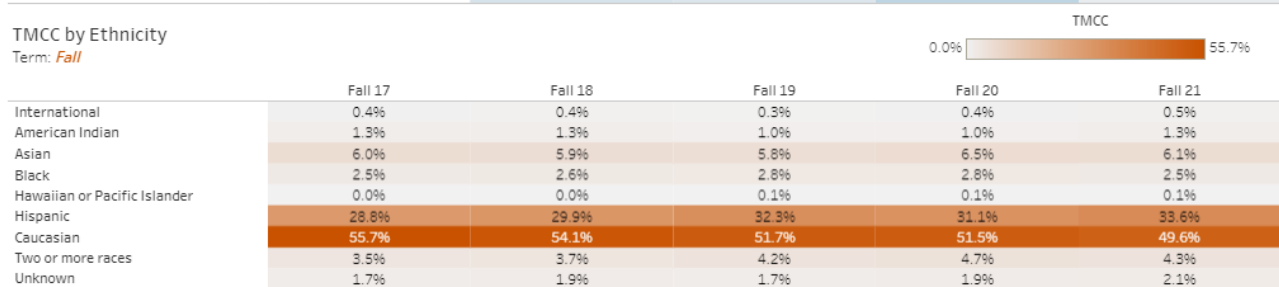 TMCC
TMCC by Ethnicity
0.0% 55.7%
Term: Fall
Fall 17 Fall 18 Fall 19 Fall 20 Fall 21
International 0.4% 0.4% 0.3% 0.4% 0.5%
American Indian 1.3% 1.3% 1.0% 1.0% 1.3%
Asian 6.0% 5.9% 5.8% 6.5% 6.1%
Black 2.5% 2.6% 2.8% 2.8% 2.5%
Hawaiian or Pacific Islander 0.0% 0.0% 0.1% 0.1% 0.1%
Hispanic 28.8% 29.9% 32.3% 31.1% 33.6%
Caucasian 55.7% 54.1% 51.7% 51.5% 49.6%
Two or more races 3.5% 3.7% 4.2% 4.7% 4.3%
Unknown 1.7% 1.9% 1.7% 1.9% 2.1%